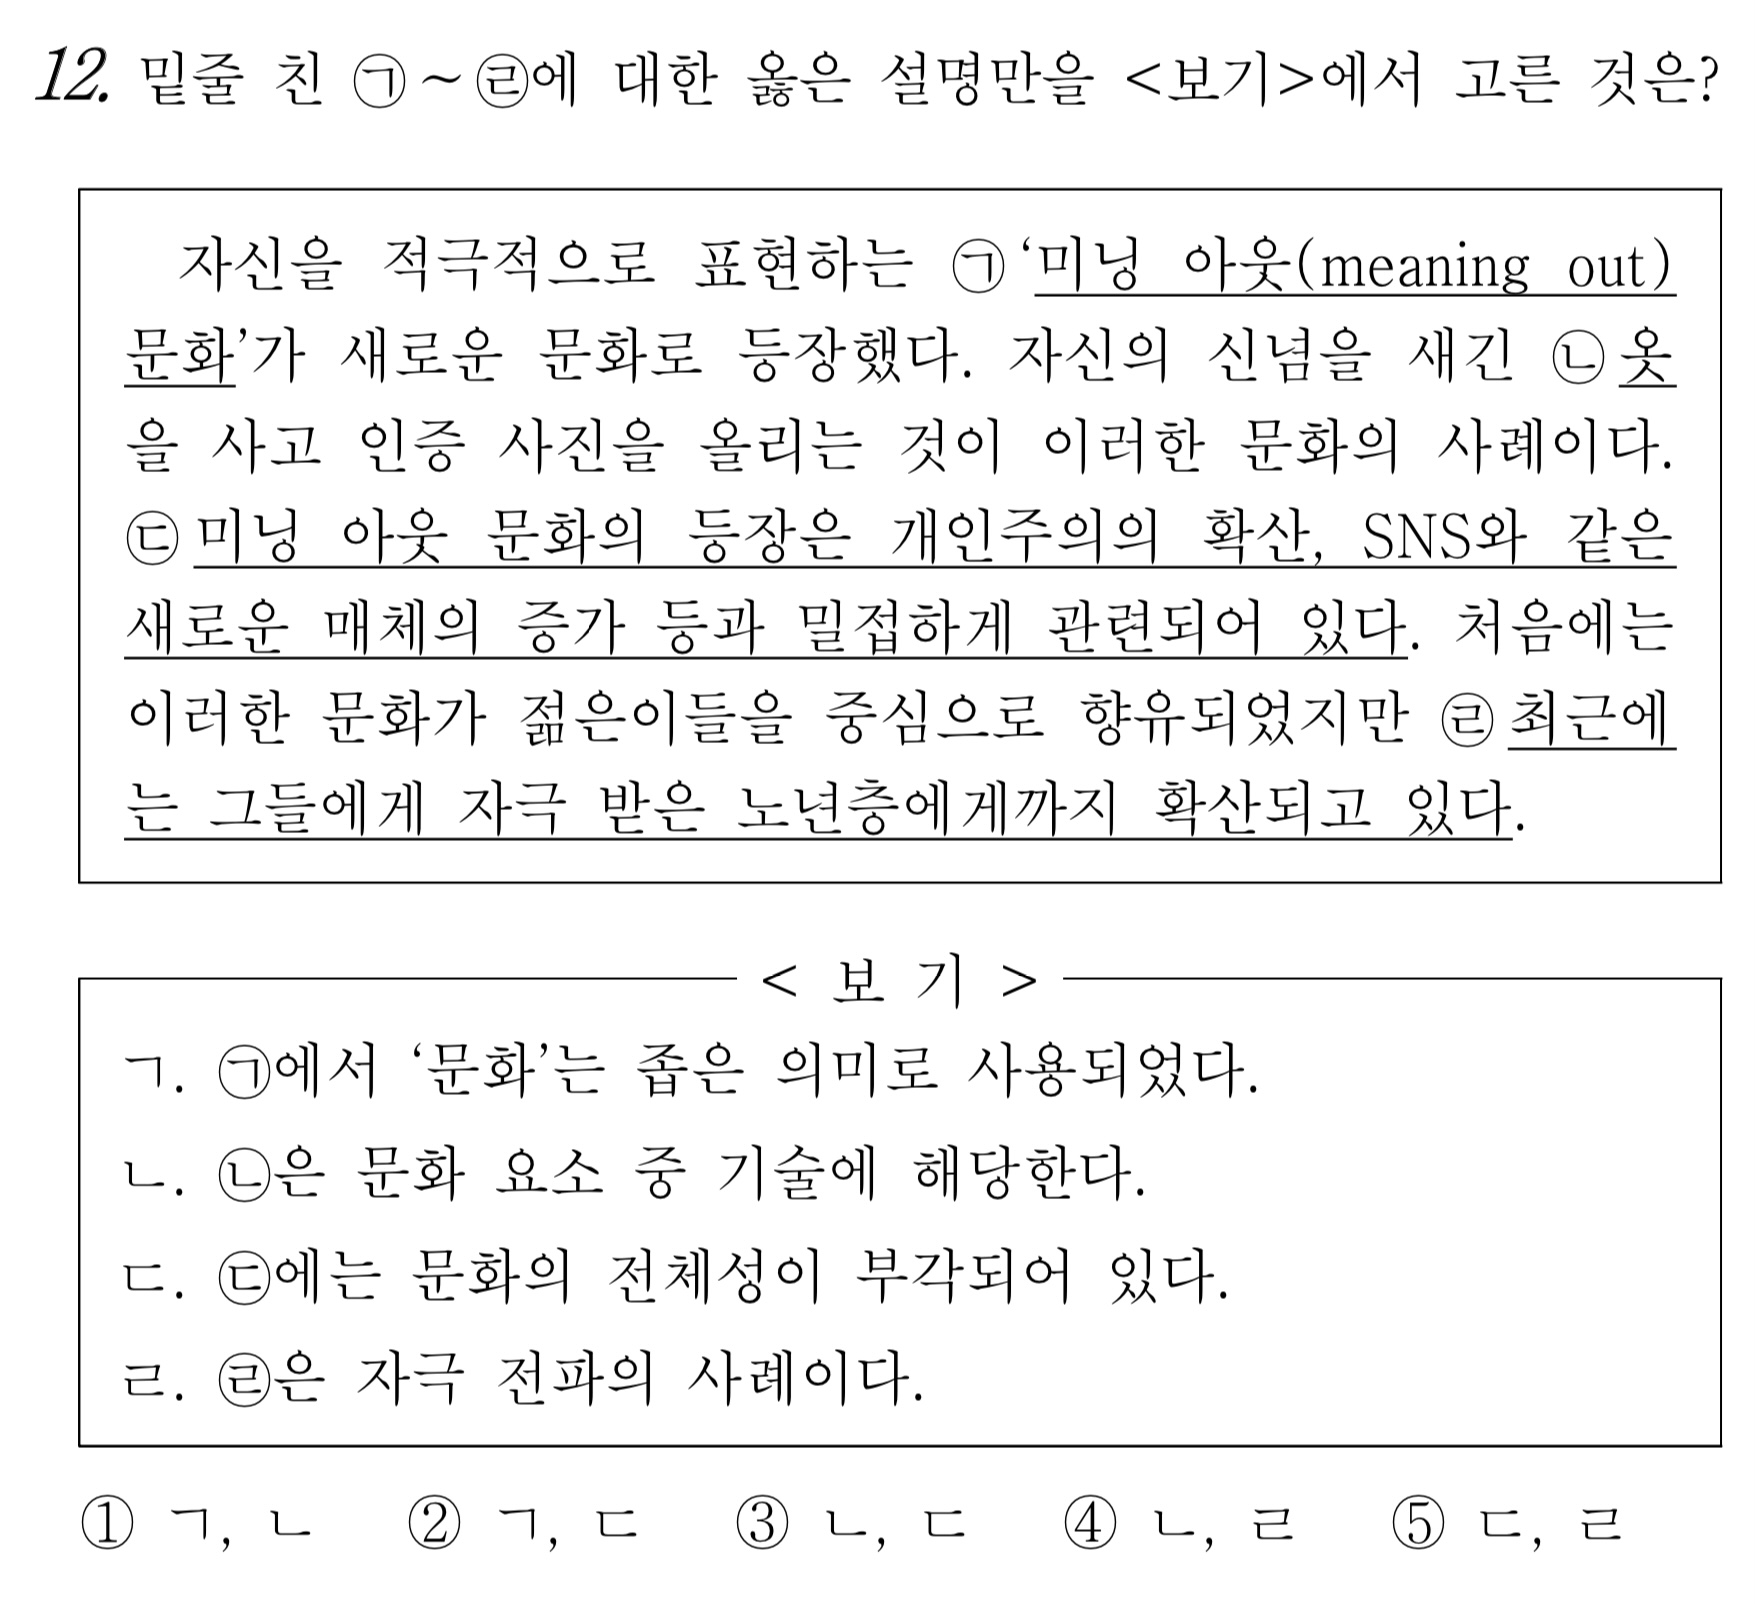 12. 밑줄 친 ㉠~㉣에 대한 옳은 설명만을 <보기>에서 고른 것은?
자신을 적극적으로 표현하는 ㉠‘미닝 아웃(meaning out)
문화’가 새로운 문화로 등장했다. 자신의 신념을 새긴 ㉡옷
을 사고 인증 사진을 올리는 것이 이러한 문화의 사례이다.
㉢미닝 아웃 문화의 등장은 개인주의의 확산, SNS와 같은
새로운 매체의 증가 등과 밀접하게 관련되어 있다. 처음에는
이러한 문화가 젊은이들을 중심으로 향유되었지만 ㉣최근에
는 그들에게 자극 받은 노년층에게까지 확산되고 있다.
< 보 기 >
ㄱ. ㉠에서 ‘문화’는 좁은 의미로 사용되었다.
ㄴ. ㉡은 문화 요소 중 기술에 해당한다.
ㄷ. ㉢에는 문화의 전체성이 부각되어 있다.
ㄹ. ㉣은 자극 전파의 사례이다.
① ㄱ, ㄴ ② ㄱ, ㄷ ③ ㄴ, ㄷ ④ ㄴ, ㄹ ⑤ ㄷ, ㄹ